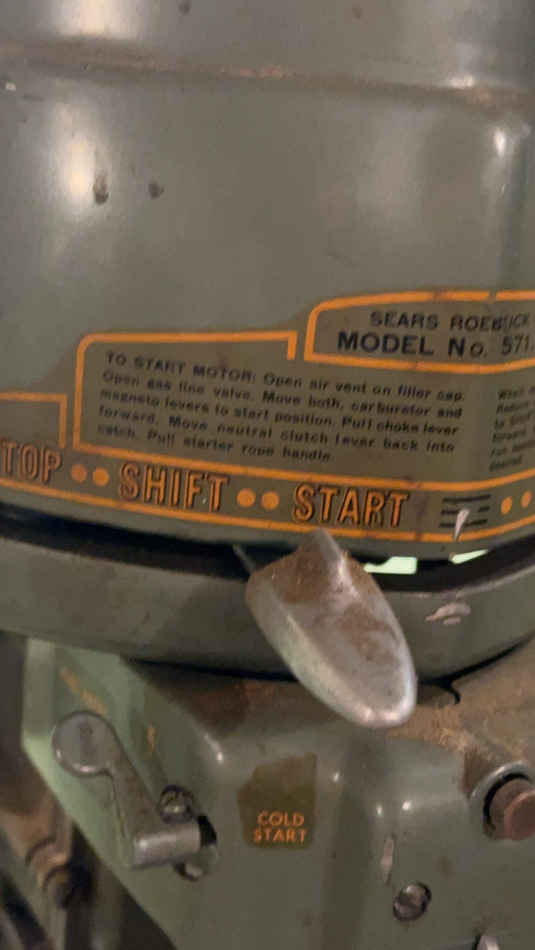 SEARS ROEBUCK
MODEL No. 571.
TO START MOTOR: Open air vent on filler cap.
Open gas line valve. Move both, carburetor and
magneto levers to start position. Pull choke lever
forward. Move neutral clutch lever back into
catch. Pull starter rope handle.
TOP •• SHIFT •• START
COLD
START